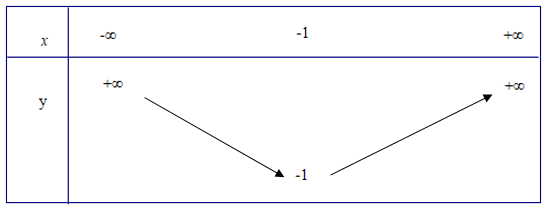 x -∞ -1 +∞
+∞ +∞
y
-1